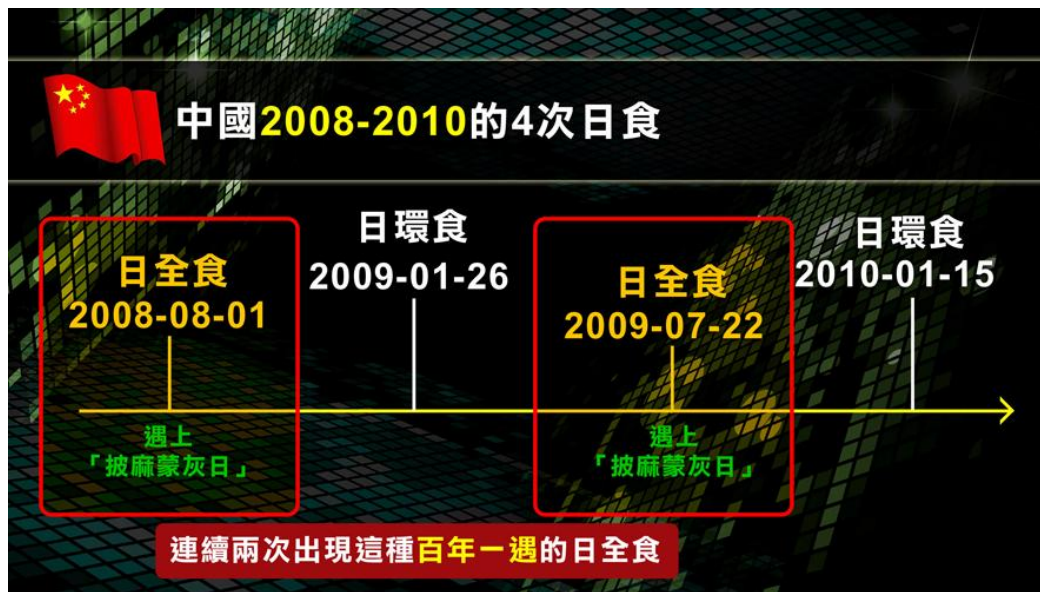 中國2008-2010的4次日食
日全食
2008-08-01
遇上
「披麻蒙灰日」
日環食
2009-01-26
日全食
2009-07-22
遇上
「披麻蒙灰日」
日環食
2010-01-15
連續兩次出現這種百年一遇的日全食